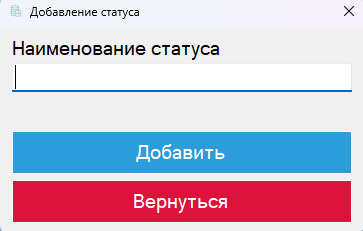 Добавление статуса
Наименование статуса
Добавить
Вернуться